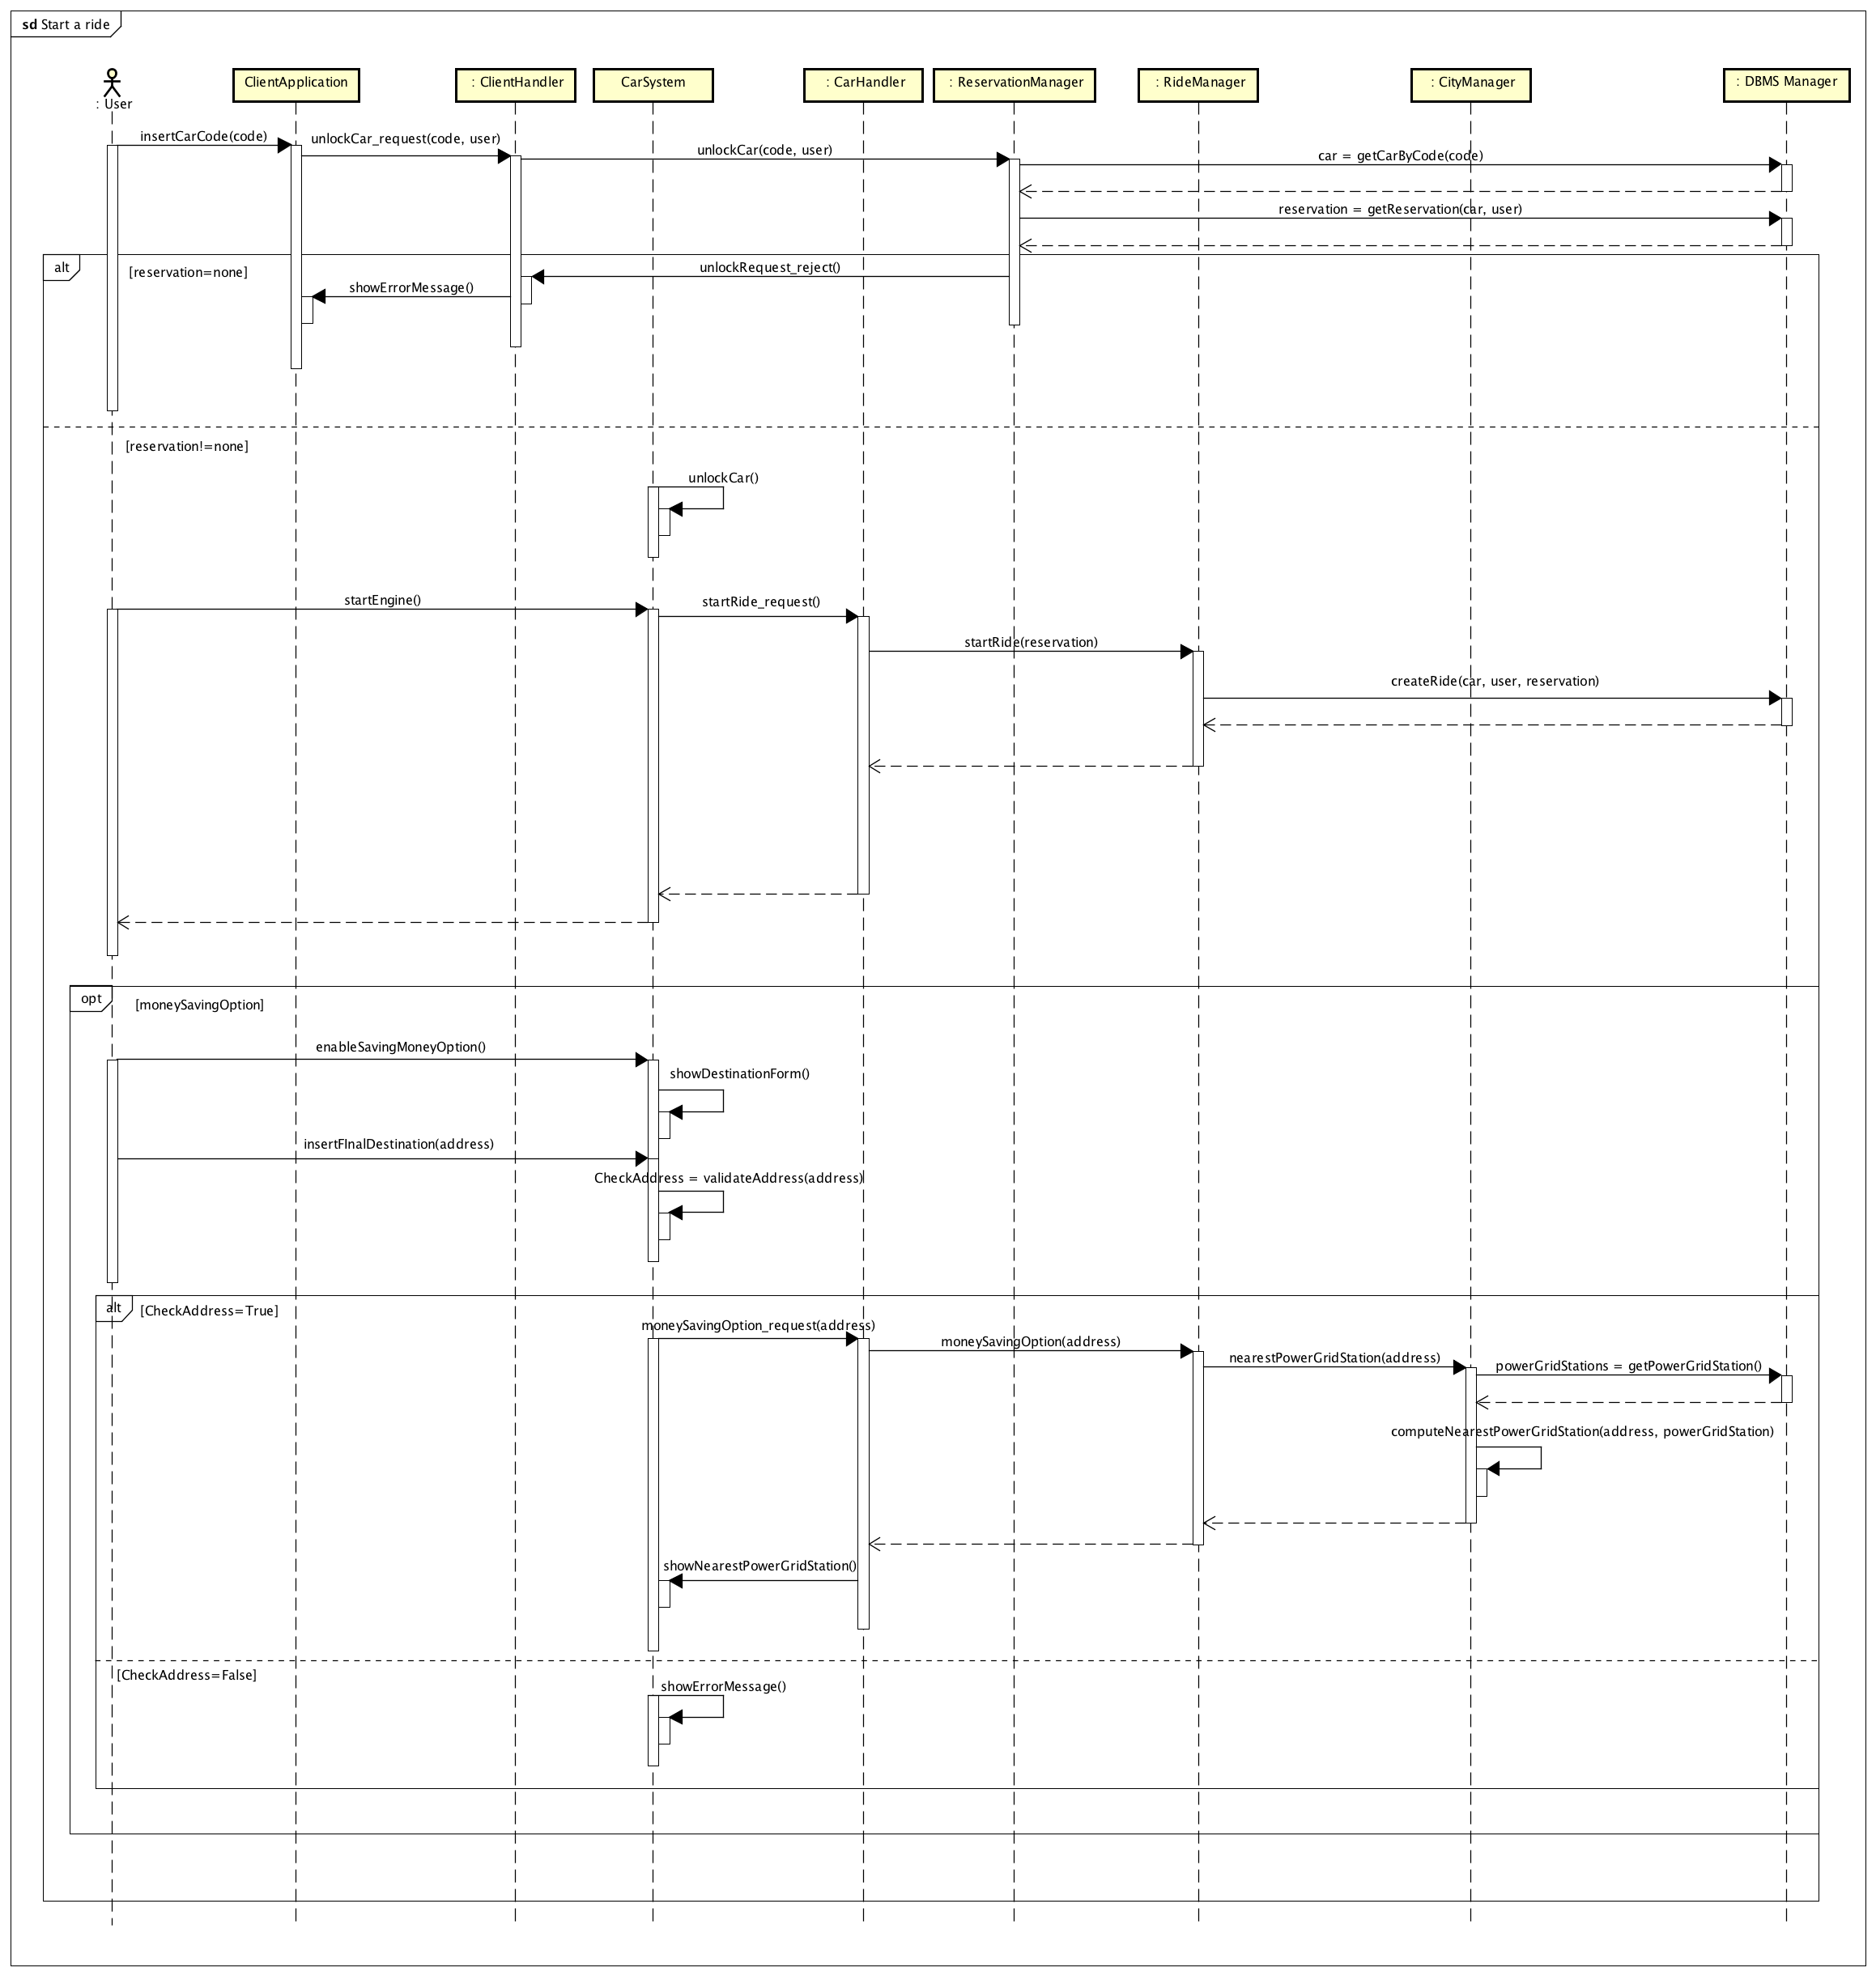 sd Start a ride
: User
ClientApplication
: ClientHandler
CarSystem
: CarHandler
: ReservationManager
: RideManager
: CityManager
: DBMS Manager
insertCarCode(code)
unlockCar_request(code, user)
unlockCar(code, user)
car = getCarByCode(code)
reservation = getReservation(car, user)
alt
[reservation=none]
unlockRequest_reject()
showErrorMessage()
[reservation!=none]
unlockCar()
startEngine()
startRide_request()
startRide(reservation)
createRide(car, user, reservation)
opt
[moneySavingOption]
enableSavingMoneyOption()
showDestinationForm()
insertFInalDestination(address)
CheckAddress = validateAddress(address)
alt
[CheckAddress=True]
moneySavingOption_request(address)
moneySavingOption(address)
nearestPowerGridStation(address)
powerGridStations = getPowerGridStation()
computeNearestPowerGridStation(address, powerGridStation)
showNearestPowerGridStation()
[CheckAddress=False]
showErrorMessage()